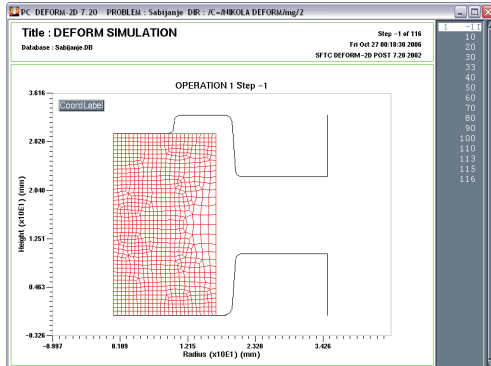 PC DEFORM-2D 7.20 PROBLEM : Sabijanje DIR : /C=/NIKOLA DEFORM/mg/2
Title : DEFORM SIMULATION
Database : Sabijanje.DB
Step -1 of 116
Fri Oct 27 00:18:30 2006
SFTC DEFORM-2D POST 7.20 2002
OPERATION 1 Step -1
CoordLabel
3.616
2.828
2.040
1.251
0.463
-0.326
Height (x10E1) (mm)
-0.997
0.109
1.215
2.320
3.426
Radius (x10E1) (mm)
1 -1I
10
20
30
33
40
50
60
70
80
90
100
110
113
115
116